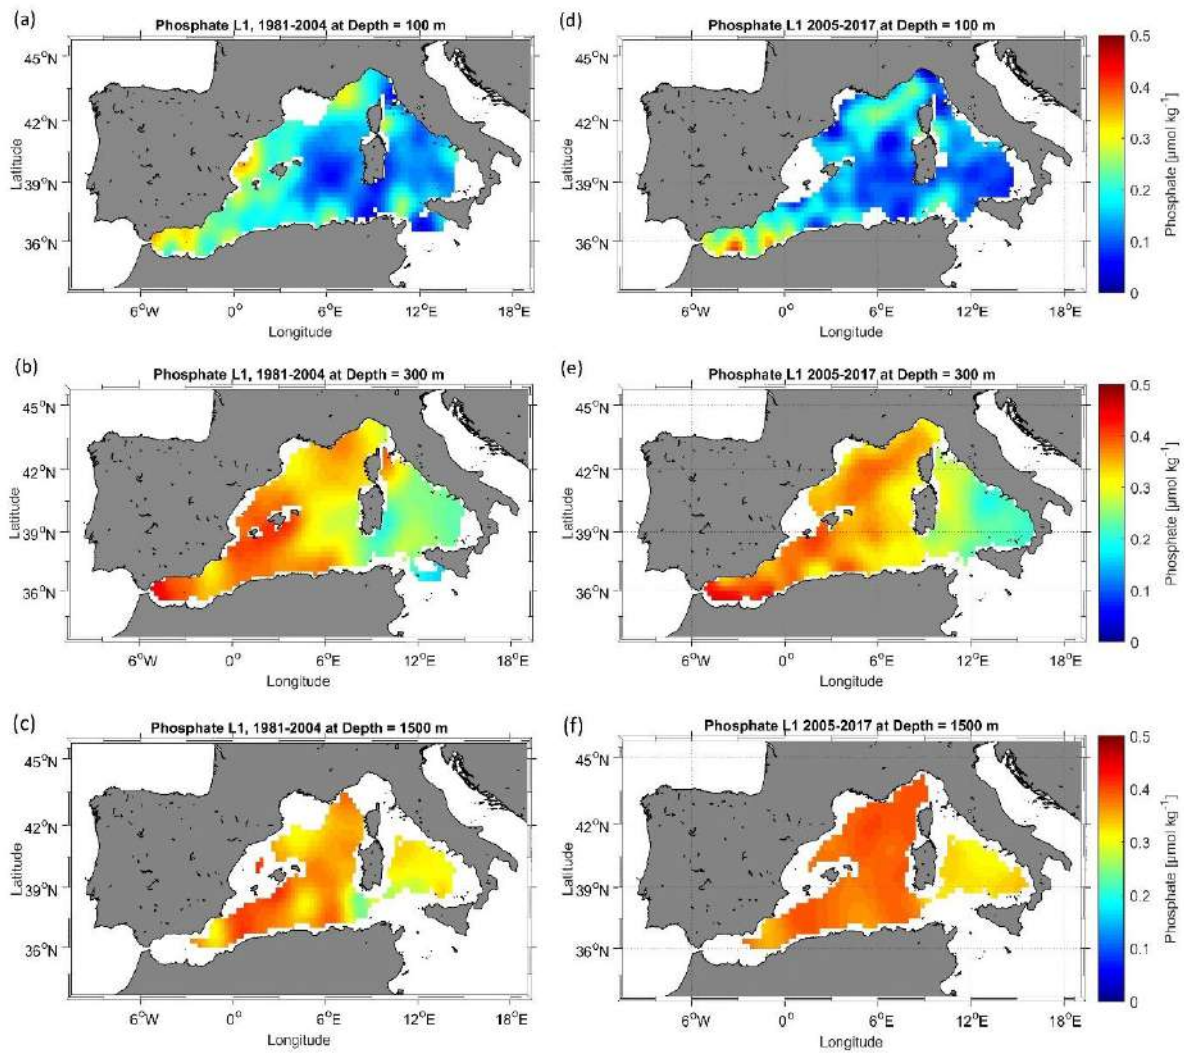 (a)
Phosphate L1, 1981-2004 at Depth = 100 m
45°N
42°N
39°N
36°N
Latitude
6°W
0°
6°E
12°E
18°E
Longitude
(d)
Phosphate L1 2005-2017 at Depth = 100 m
45°N
42°N
39°N
36°N
Latitude
6°W
0°
6°E
12°E
18°E
Longitude
0.5
0.4
0.3
0.2
0.1
0
Phosphate [µmol kg⁻¹]
(b)
Phosphate L1, 1981-2004 at Depth = 300 m
45°N
42°N
39°N
36°N
Latitude
6°W
0°
6°E
12°E
18°E
Longitude
(e)
Phosphate L1 2005-2017 at Depth = 300 m
45°N
42°N
39°N
36°N
Latitude
6°W
0°
6°E
12°E
18°E
Longitude
0.5
0.4
0.3
0.2
0.1
0
Phosphate [µmol kg⁻¹]
(c)
Phosphate L1, 1981-2004 at Depth = 1500 m
45°N
42°N
39°N
36°N
Latitude
6°W
0°
6°E
12°E
18°E
Longitude
(f)
Phosphate L1 2005-2017 at Depth = 1500 m
45°N
42°N
39°N
36°N
Latitude
6°W
0°
6°E
12°E
18°E
Longitude
0.5
0.4
0.3
0.2
0.1
0
Phosphate [µmol kg⁻¹]